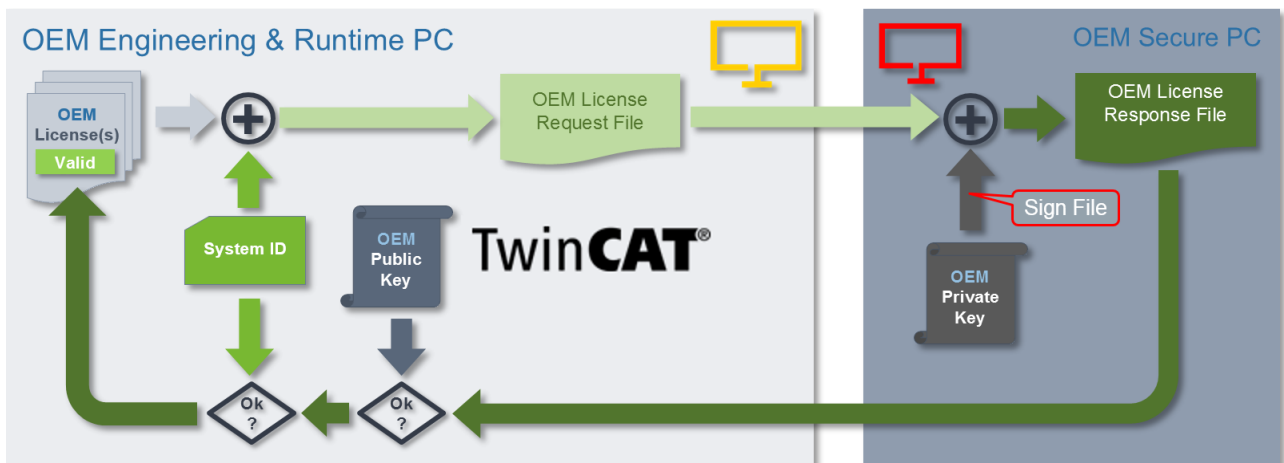 OEM Engineering & Runtime PC
OEM Secure PC
OEM
License(s)
Valid
OEM License
Request File
OEM License
Response File
System ID
OEM
Public
Key
TwinCAT®
Sign File
OEM
Private
Key
Ok
?
Ok
?